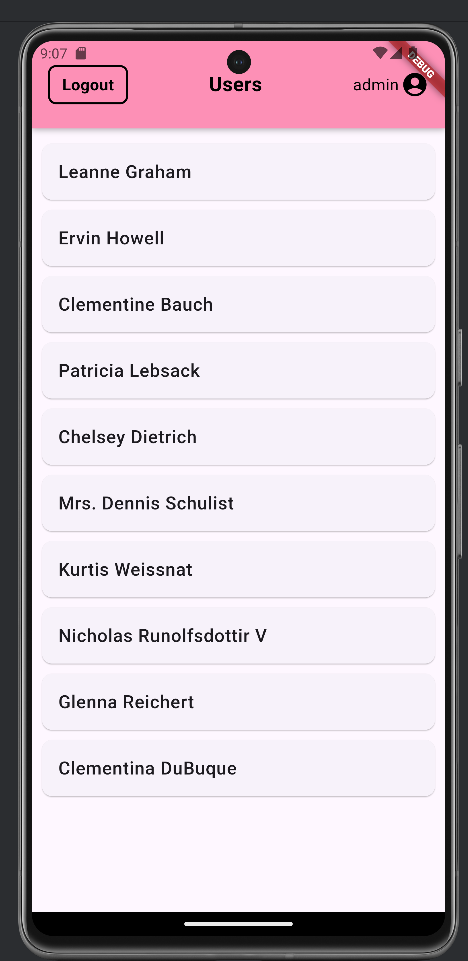 9:07
DEBUG
Logout
Users
admin
Leanne Graham
Ervin Howell
Clementine Bauch
Patricia Lebsack
Chelsey Dietrich
Mrs. Dennis Schulist
Kurtis Weissnat
Nicholas Runolfsdottir V
Glenna Reichert
Clementina DuBuque